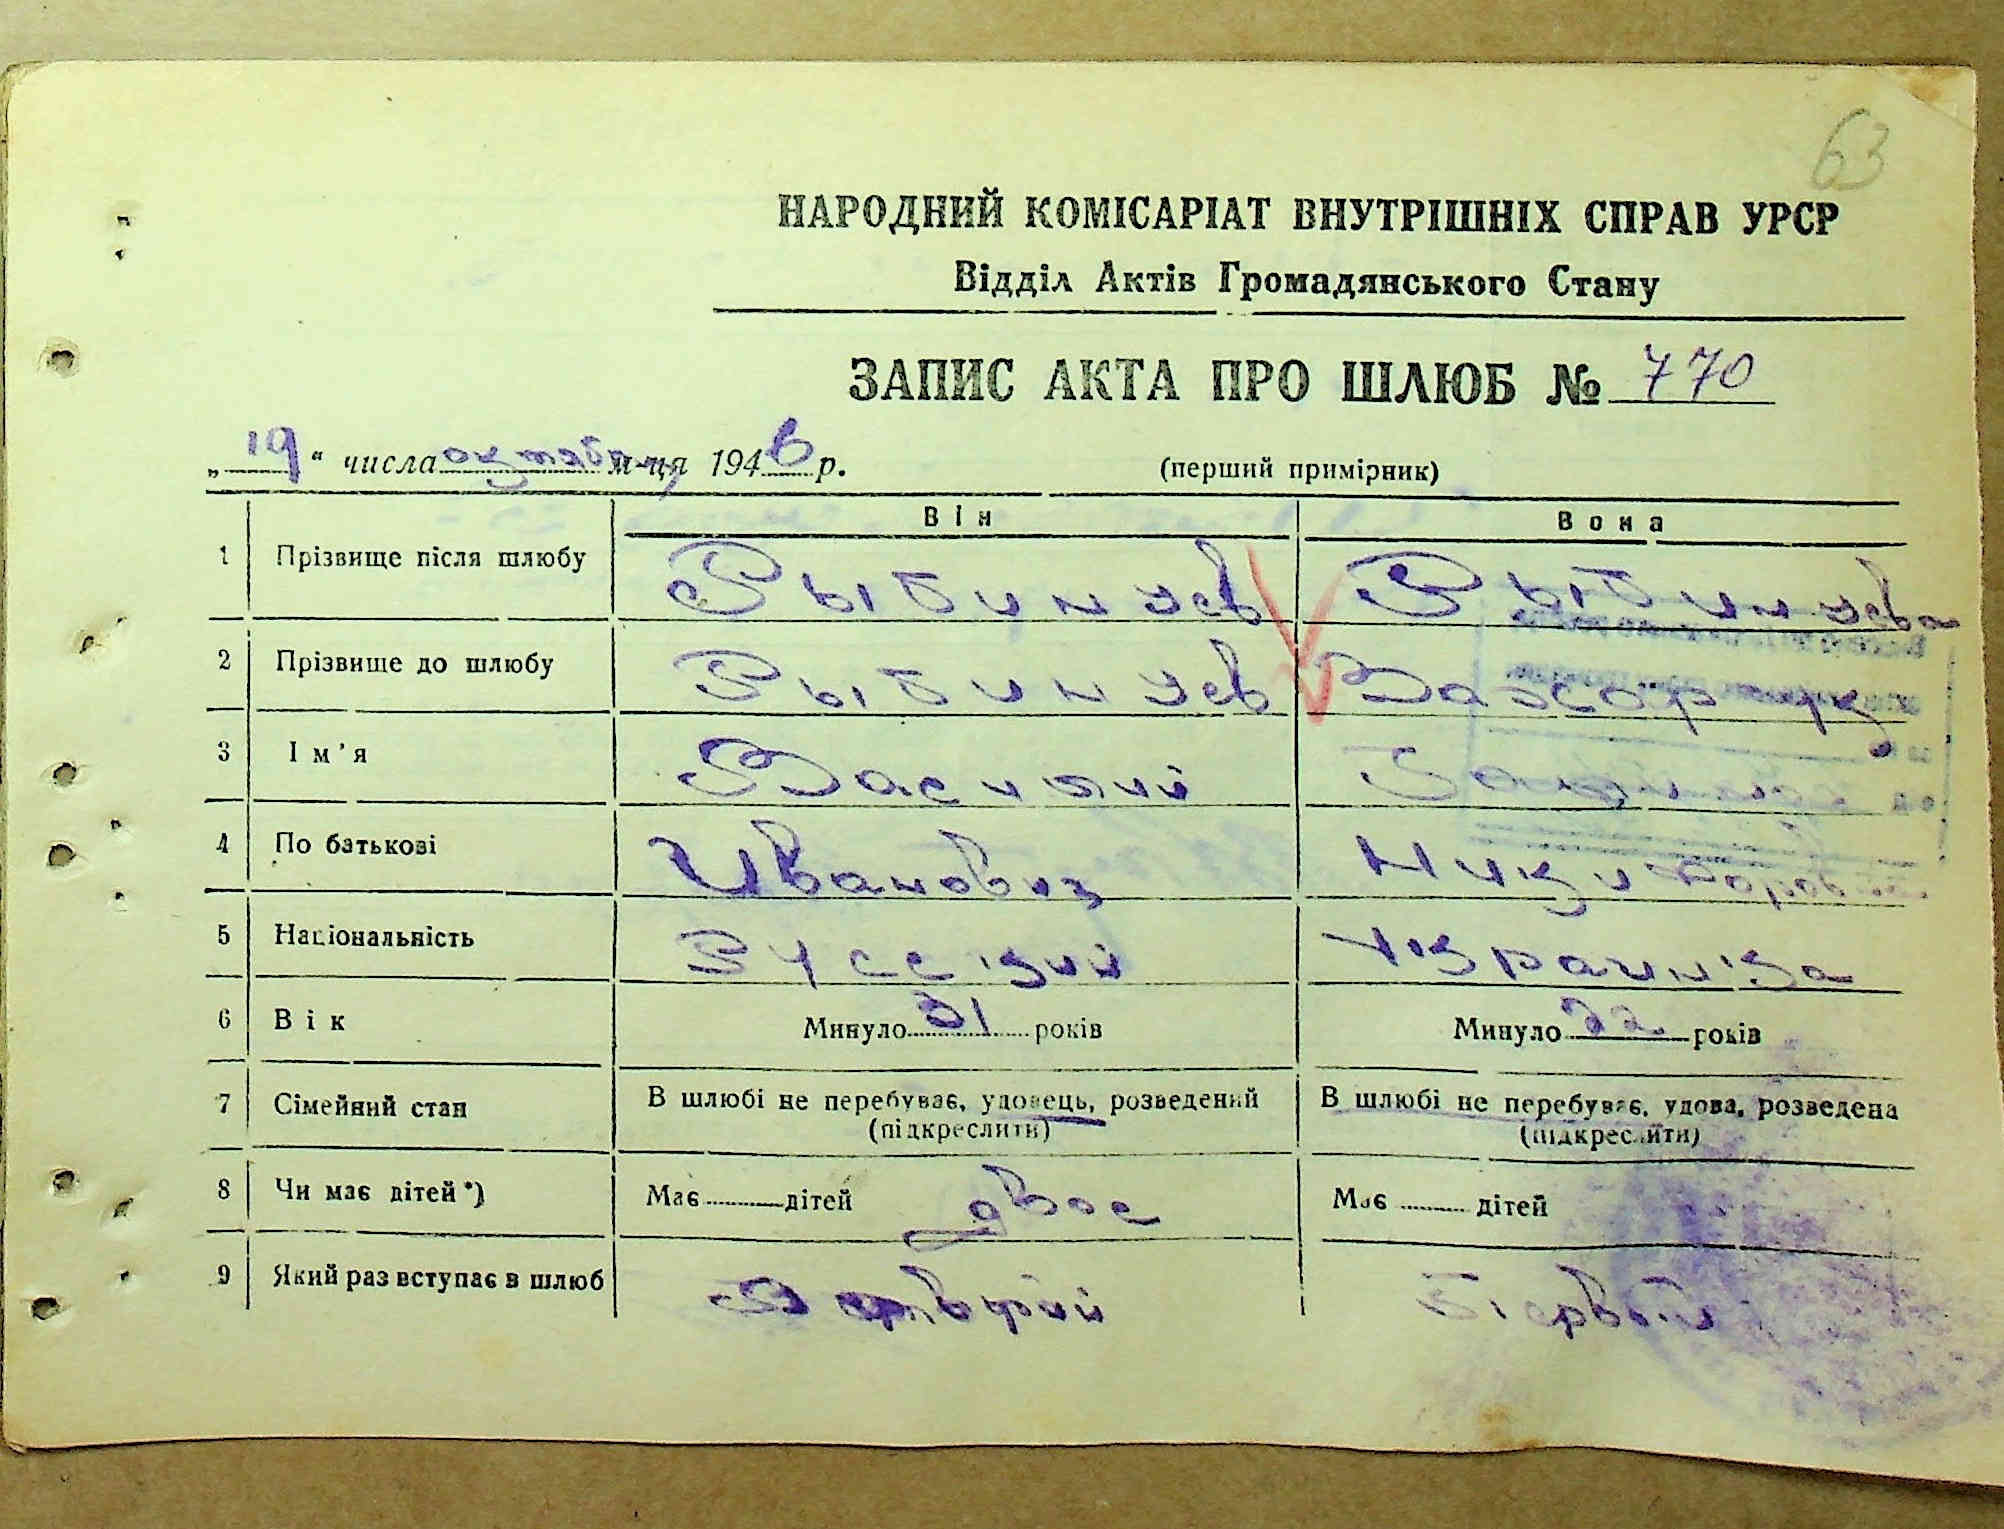 63
НАРОДНИЙ КОМІСАРІАТ ВНУТРІШНІХ СПРАВ УРСР
Відділ Актів Громадянського Стану
ЗАПИС АКТА ПРО ШЛЮБ № 770
„19“ числа октября м-ця 1946 р. (перший примірник)
Він Вона
1 Прізвище після шлюбу
2 Прізвище до шлюбу
3 Ім'я Василий Галина
4 По батькові Иванович
5 Національність Русский Украинка
6 Вік Минуло 31 років Минуло 22 років
7 Сімейний стан В шлюбі не перебуває, удовець, розведений В шлюбі не перебуває, удова, розведена
(підкреслити) (підкреслити)
8 Чи має дітей*) Має дітей двое Має дітей
9 Який раз вступає в шлюб Первый